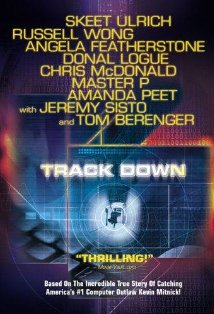 SKEET ULRICH
RUSSELL WONG
ANGELA FEATHERSTONE
DONAL LOGUE
CHRIS McDONALD
MASTER P
AMANDA PEET
with JEREMY SISTO
and TOM BERENGER
TRACK DOWN
"THRILLING!"
Based On The Incredible True Story Of Catching
America's #1 Computer Outlaw Kevin Mitnick!